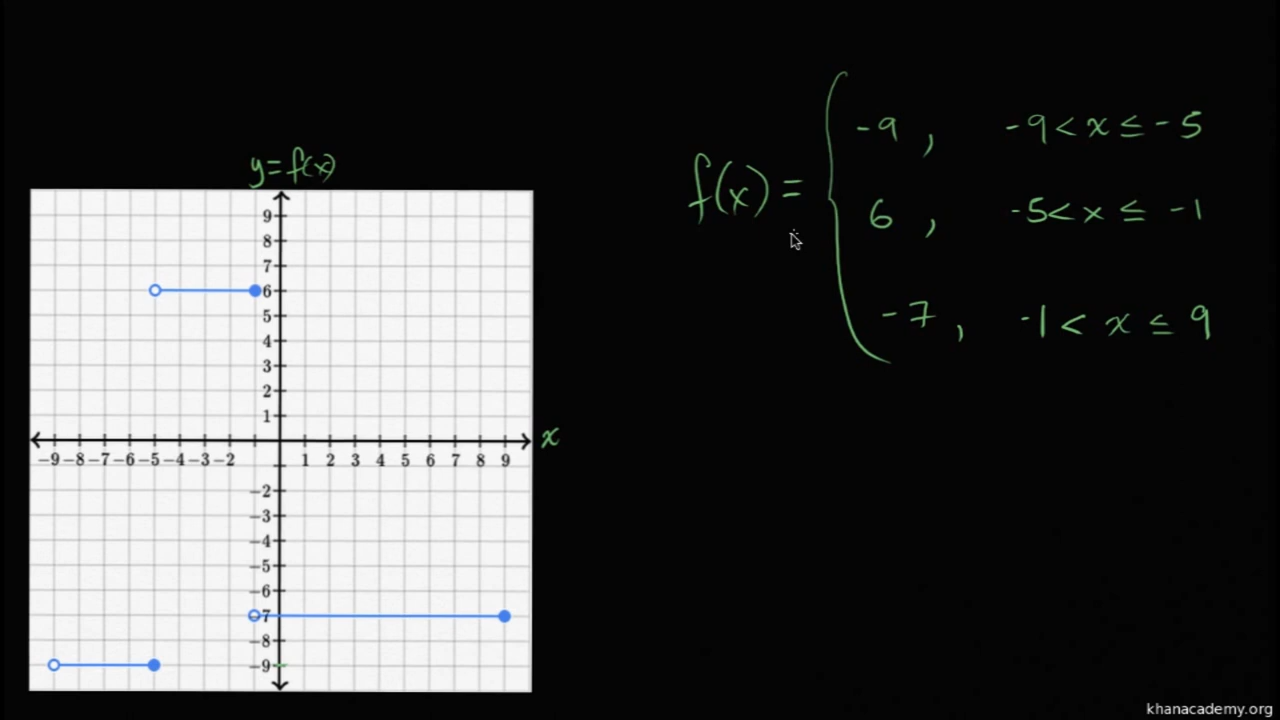 y=f(x)
9
8
7
6
5
4
3
2
1
x
−9 −8 −7 −6 −5 −4 −3 −2 1 2 3 4 5 6 7 8 9
−2
−3
−4
−5
−6
−7
−8
−9
f(x)=
-9, -9<x≤-5
6, -5<x≤-1
-7, -1<x≤9
khanacademy.org